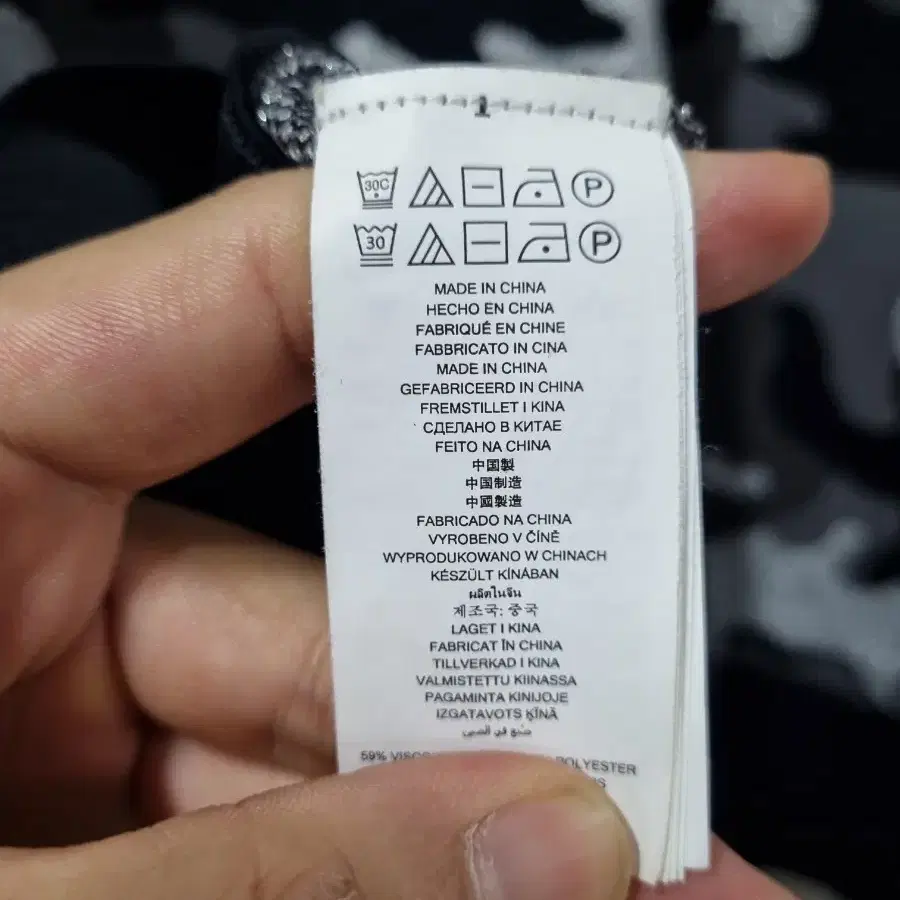 1
30C P
30 P
MADE IN CHINA
HECHO EN CHINA
FABRIQUÉ EN CHINE
FABBRICATO IN CINA
MADE IN CHINA
GEFABRICEERD IN CHINA
FREMSTILLET I KINA
СДЕЛАНО В КИТАЕ
FEITO NA CHINA
中国製
中国制造
中國製造
FABRICADO NA CHINA
VYROBENO V ČÍNĚ
WYPRODUKOWANO W CHINACH
KÉSZÜLT KÍNÁBAN
ผลิตในจีน
제조국: 중국
LAGET I KINA
FABRICAT ÎN CHINA
TILLVERKAD I KINA
VALMISTETTU KIINASSA
PAGAMINTA KINIJOJE
IZGATAVOTS ĶĪNĀ
صنع في الصين
59% POLYESTER